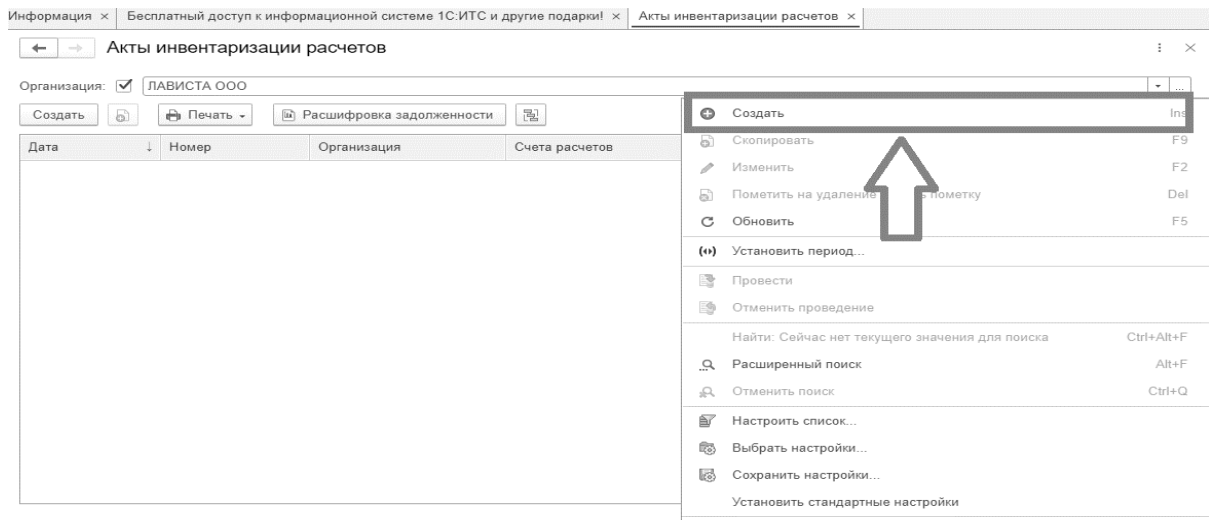 Информация × Бесплатный доступ к информационной системе 1С:ИТС и другие подарки! × Акты инвентаризации расчетов ×
Акты инвентаризации расчетов
Организация: ЛАВИСТА ООО
Создать Печать Расшифровка задолженности
Дата Номер Организация Счета расчетов
Создать Ins
Скопировать F9
Изменить F2
Пометить на удаление пометку Del
Обновить F5
Установить период...
Провести
Отменить проведение
Найти: Сейчас нет текущего значения для поиска Ctrl+Alt+F
Расширенный поиск Alt+F
Отменить поиск Ctrl+Q
Настроить список...
Выбрать настройки...
Сохранить настройки...
Установить стандартные настройки